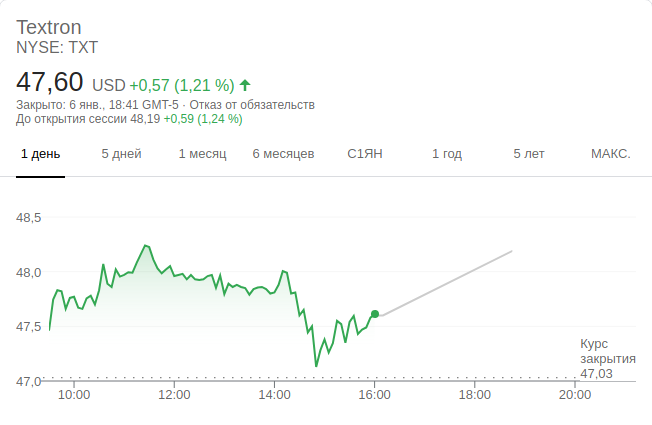 Textron
NYSE: TXT
47,60 USD +0,57 (1,21 %)
Закрыто: 6 янв., 18:41 GMT-5 · Отказ от обязательств
До открытия сессии 48,19 +0,59 (1,24 %)
1 день 5 дней 1 месяц 6 месяцев С1ЯН 1 год 5 лет МАКС.
48,5
48,0
47,5
Курс
закрытия
47,03
47,0
10:00 12:00 14:00 16:00 18:00 20:00